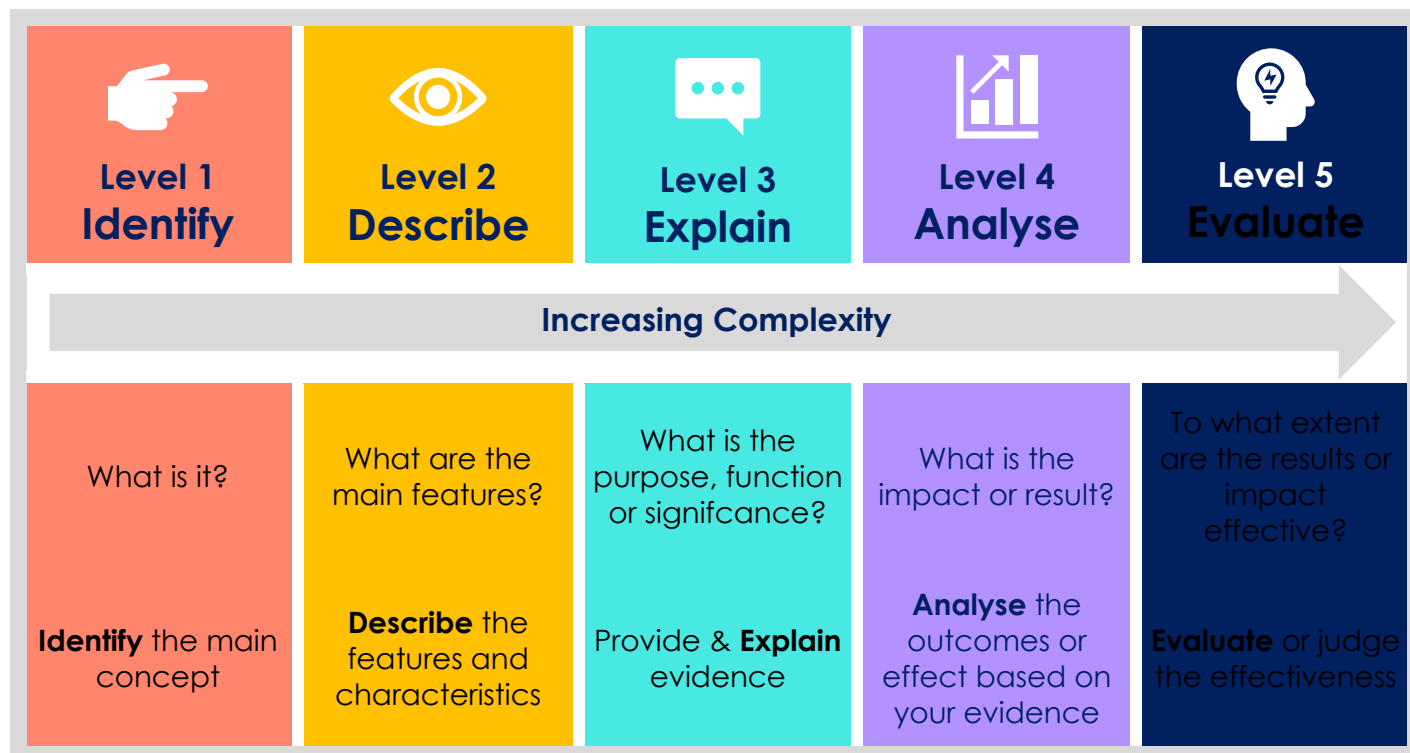 Level 1
Identify
Level 2
Describe
Level 3
Explain
Level 4
Analyse
Level 5
Evaluate
Increasing Complexity
What is it?
What are the
main features?
What is the
purpose, function
or signifcance?
What is the
impact or result?
To what extent
are the results or
impact
effective?
Identify the main
concept
Describe the
features and
characteristics
Provide & Explain
evidence
Analyse the
outcomes or
effect based on
your evidence
Evaluate or judge
the effectiveness